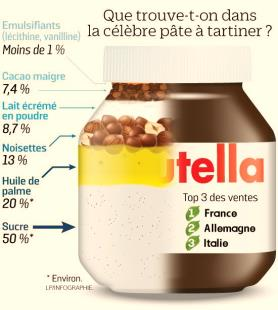 Que trouve-t-on dans
la célèbre pâte à tartiner ?
Emulsifiants
(lécithine, vanilline)
Moins de 1 %
Cacao maigre
7,4 %
Lait écrémé
en poudre
8,7 %
Noisettes
13 %
Huile de
palme
20 %*
Sucre
50 %*
utella
Top 3 des ventes
1 France
2 Allemagne
3 Italie
* Environ.
LP/INFOGRAPHIE.